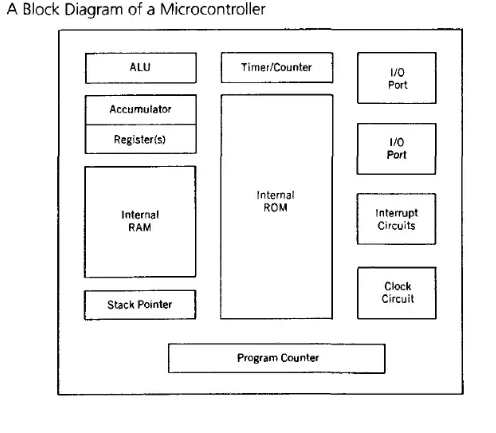 A Block Diagram of a Microcontroller
ALU
Timer/Counter
I/O
Port
Accumulator
Register(s)
I/O
Port
Internal
RAM
Internal
ROM
Interrupt
Circuits
Stack Pointer
Clock
Circuit
Program Counter